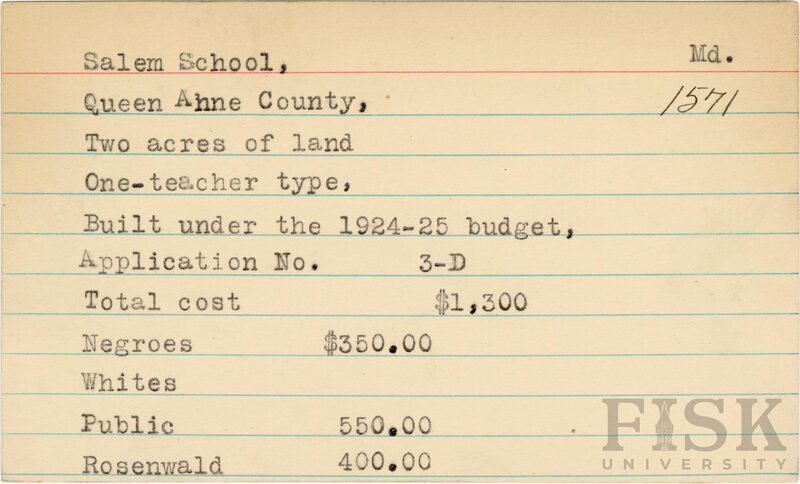 Salem School, Md.
Queen Anne County, 1571
Two acres of land
One-teacher type,
Built under the 1924-25 budget,
Application No. 3-D
Total cost $1,300
Negroes $350.00
Whites
Public 550.00
Rosenwald 400.00
FISK
UNIVERSITY